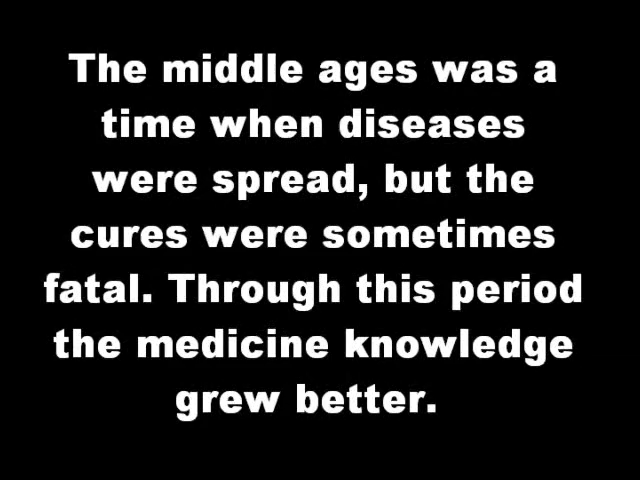 The middle ages was a
time when diseases
were spread, but the
cures were sometimes
fatal. Through this period
the medicine knowledge
grew better.